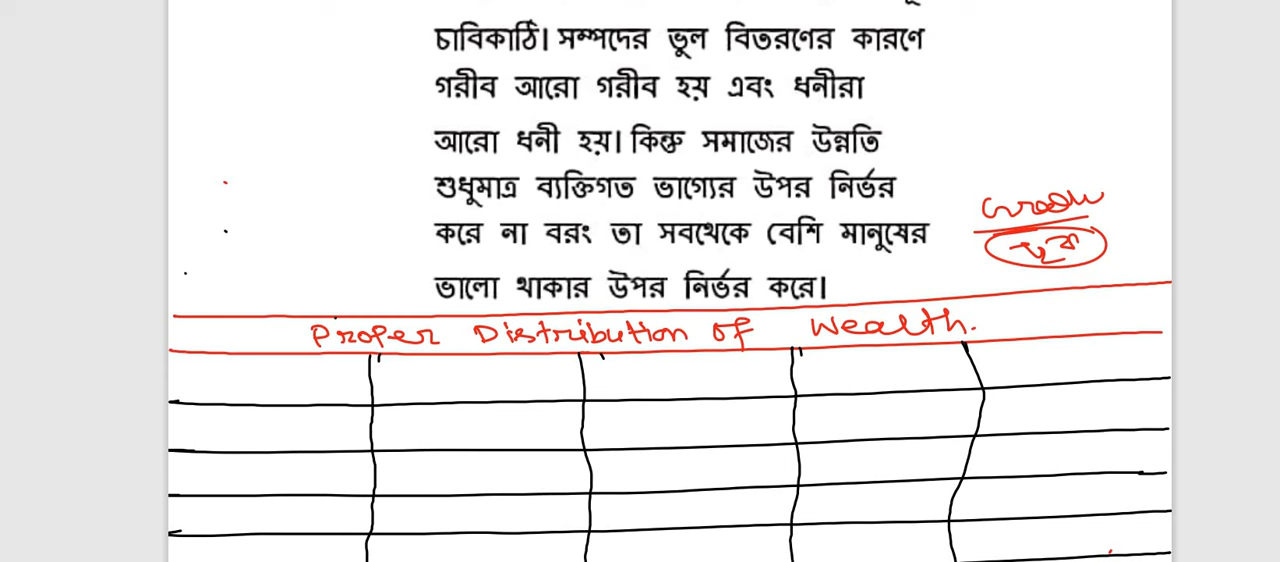 চাবিকাঠি। সম্পদের ভুল বিতরণের কারণে
গরীব আরো গরীব হয় এবং ধনীরা
আরো ধনী হয়। কিন্তু সমাজের উন্নতি
শুধুমাত্র ব্যক্তিগত ভাগ্যের উপর নির্ভর
করে না বরং তা সবথেকে বেশি মানুষের
ভালো থাকার উপর নির্ভর করে।
Proper Distribution of Wealth.